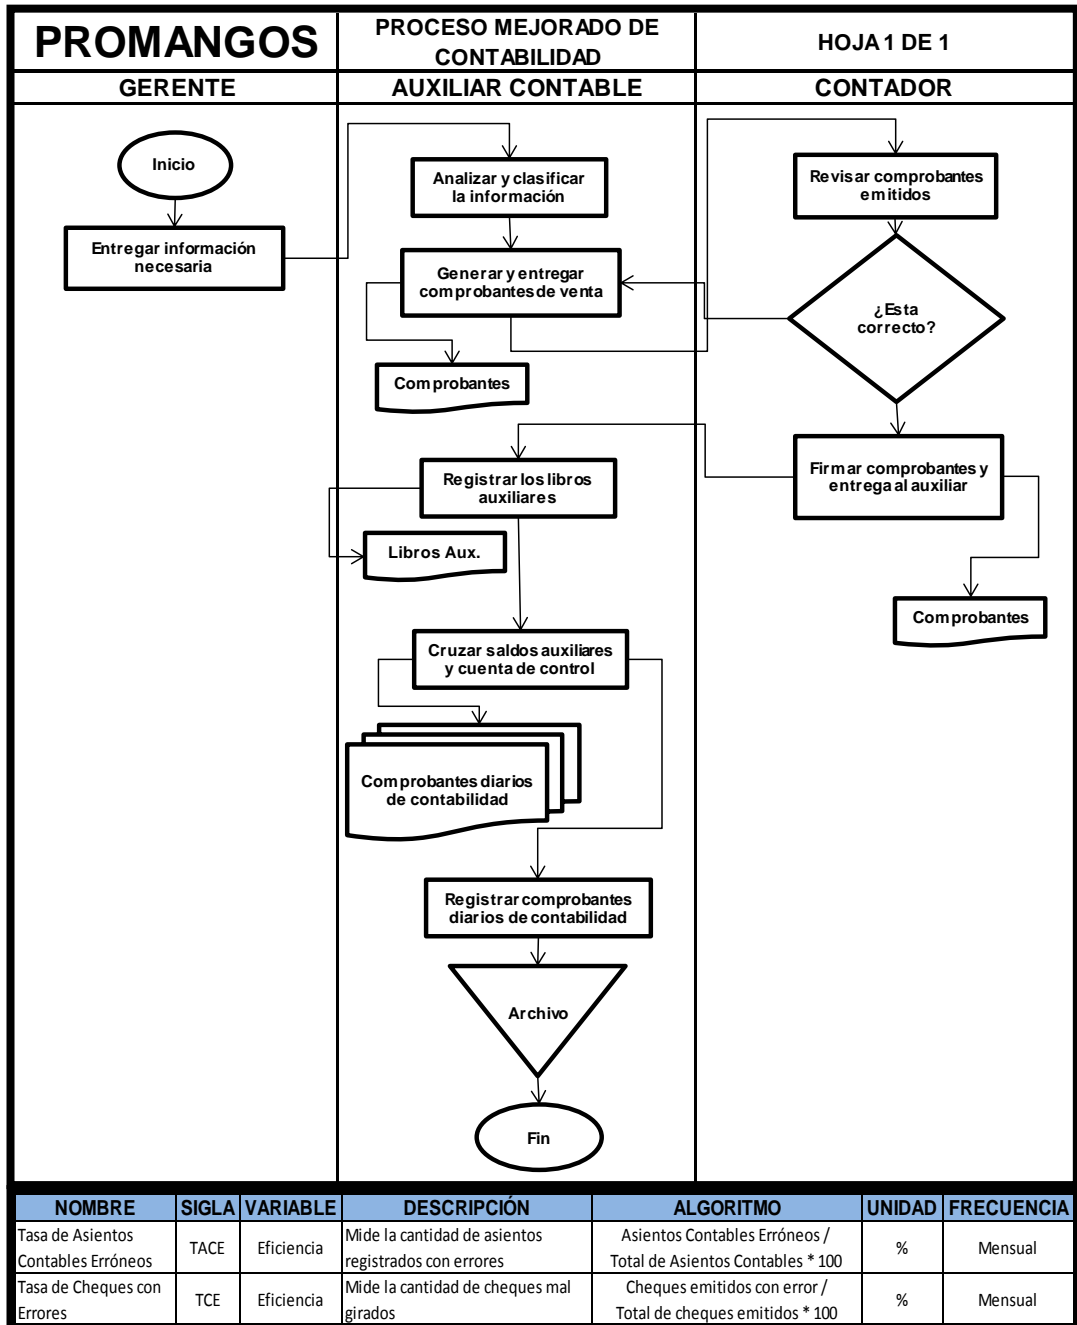 PROMANGOS
PROCESO MEJORADO DE
CONTABILIDAD
HOJA 1 DE 1
GERENTE
AUXILIAR CONTABLE
CONTADOR
Inicio
Entregar información
necesaria
Analizar y clasificar
la información
Generar y entregar
comprobantes de venta
Comprobantes
Revisar comprobantes
emitidos
¿Esta
correcto?
Firmar comprobantes y
entrega al auxiliar
Comprobantes
Registrar los libros
auxiliares
Libros Aux.
Cruzar saldos auxiliares
y cuenta de control
Comprobantes diarios
de contabilidad
Registrar comprobantes
diarios de contabilidad
Archivo
Fin
NOMBRE SIGLA VARIABLE DESCRIPCIÓN ALGORITMO UNIDAD FRECUENCIA
Tasa de Asientos
Contables Erróneos
TACE
Eficiencia
Mide la cantidad de asientos
registrados con errores
Asientos Contables Erróneos /
Total de Asientos Contables * 100
%
Mensual
Tasa de Cheques con
Errores
TCE
Eficiencia
Mide la cantidad de cheques mal
girados
Cheques emitidos con error /
Total de cheques emitidos * 100
%
Mensual